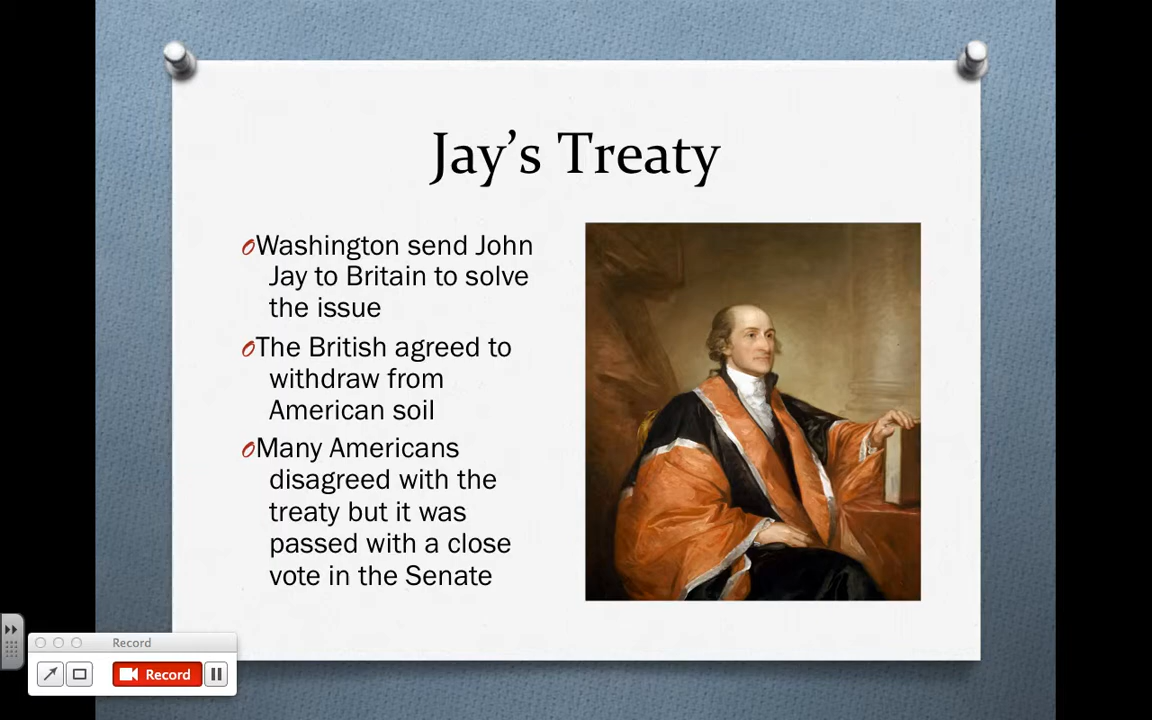 Jay's Treaty
Washington send John
Jay to Britain to solve
the issue
The British agreed to
withdraw from
American soil
Many Americans
disagreed with the
treaty but it was
passed with a close
vote in the Senate
Record
Record